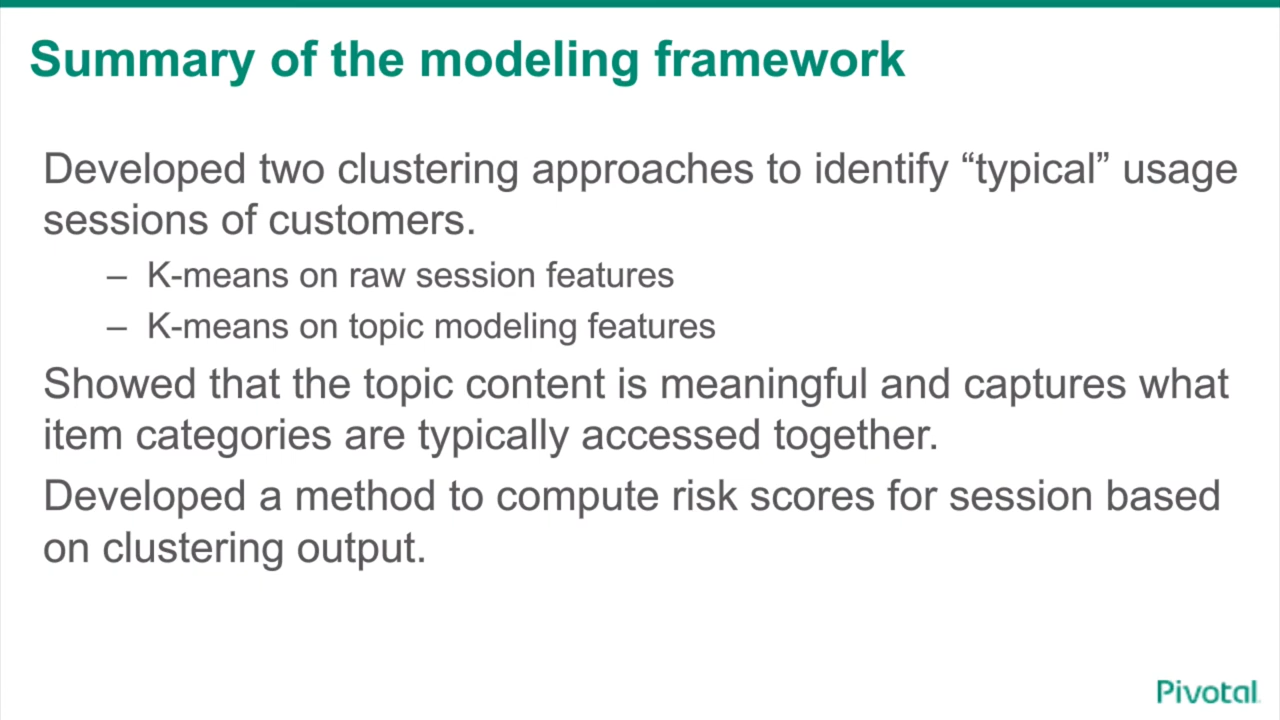 Summary of the modeling framework
Developed two clustering approaches to identify “typical” usage
sessions of customers.
– K-means on raw session features
– K-means on topic modeling features
Showed that the topic content is meaningful and captures what
item categories are typically accessed together.
Developed a method to compute risk scores for session based
on clustering output.
Pivotal